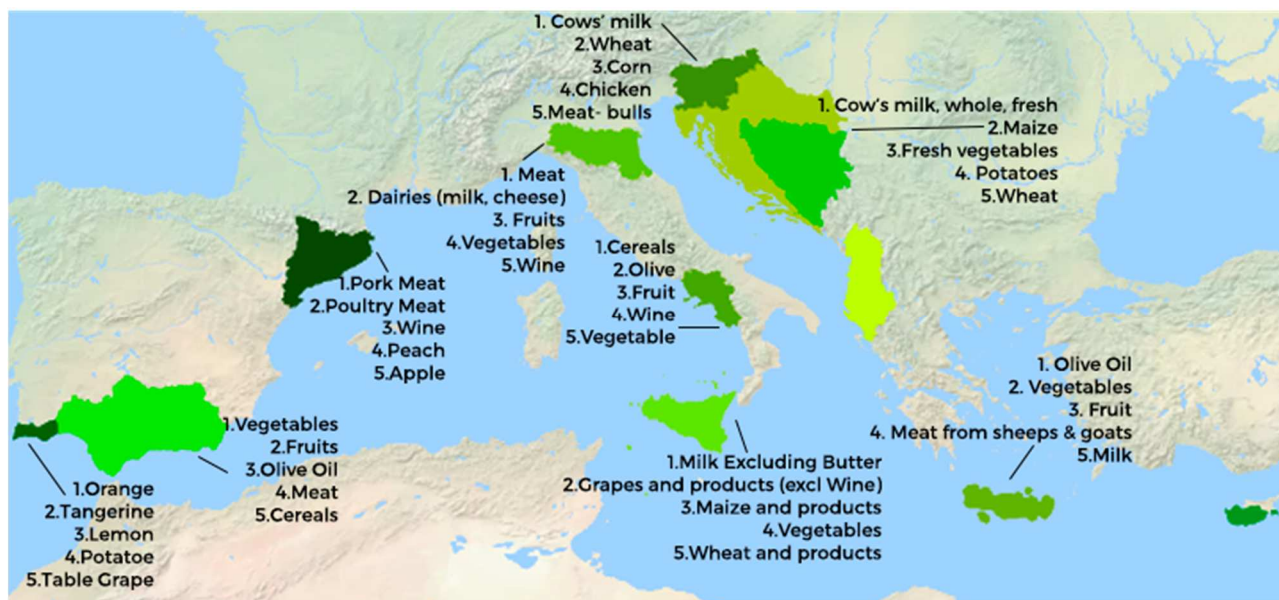 1. Cows' milk
2.Wheat
3.Corn
4.Chicken
5.Meat- bulls
1. Cow's milk, whole, fresh
2.Maize
3.Fresh vegetables
4. Potatoes
5.Wheat
1. Meat
2. Dairies (milk, cheese)
3. Fruits
4.Vegetables
5.Wine
1.Cereals
2.Olive
3.Fruit
4.Wine
5.Vegetable
1.Pork Meat
2.Poultry Meat
3.Wine
4.Peach
5.Apple
1. Olive Oil
2. Vegetables
3. Fruit
4. Meat from sheeps & goats
5.Milk
1.Vegetables
2.Fruits
3.Olive Oil
4.Meat
5.Cereals
1.Milk Excluding Butter
2.Grapes and products (excl Wine)
3.Maize and products
4.Vegetables
5.Wheat and products
1.Orange
2.Tangerine
3.Lemon
4.Potatoe
5.Table Grape